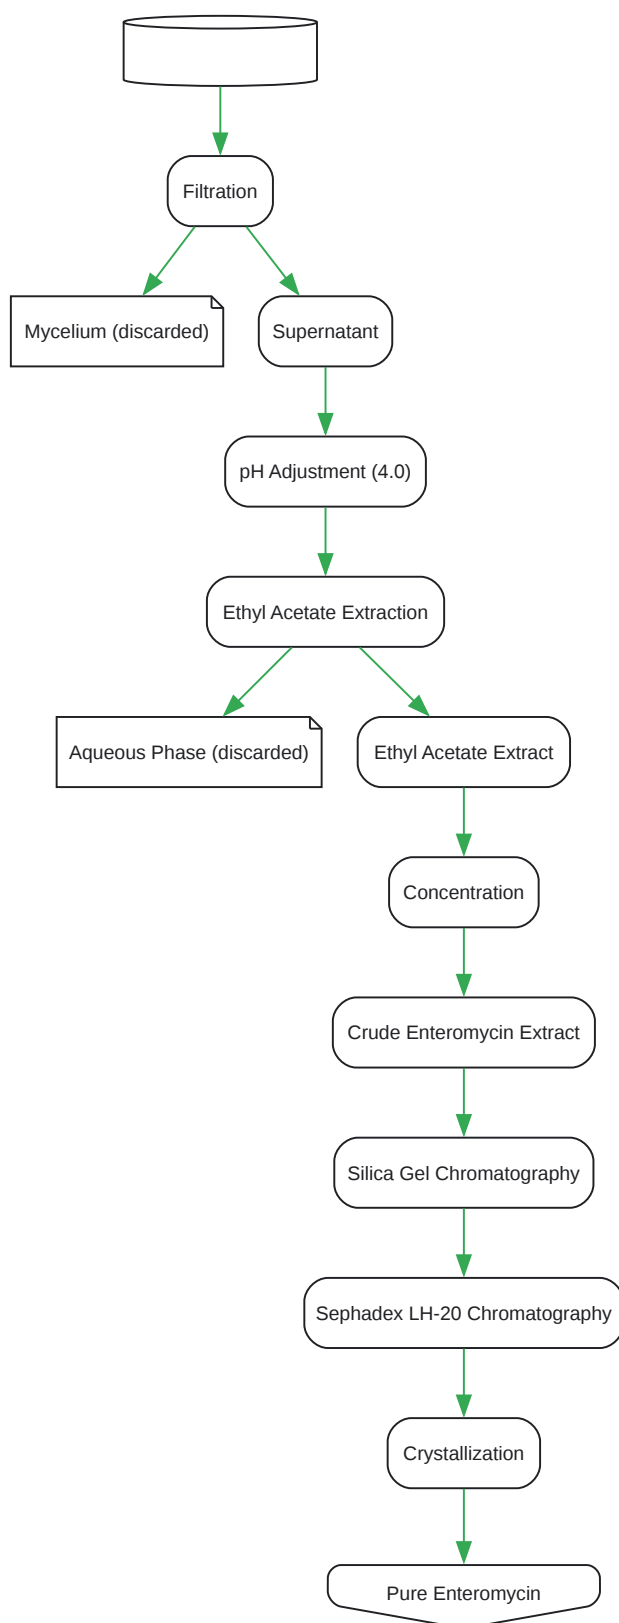 Filtration
Mycelium (discarded)
Supernatant
pH Adjustment (4.0)
Ethyl Acetate Extraction
Aqueous Phase (discarded)
Ethyl Acetate Extract
Concentration
Crude Enteromycin Extract
Silica Gel Chromatography
Sephadex LH-20 Chromatography
Crystallization
Pure Enteromycin